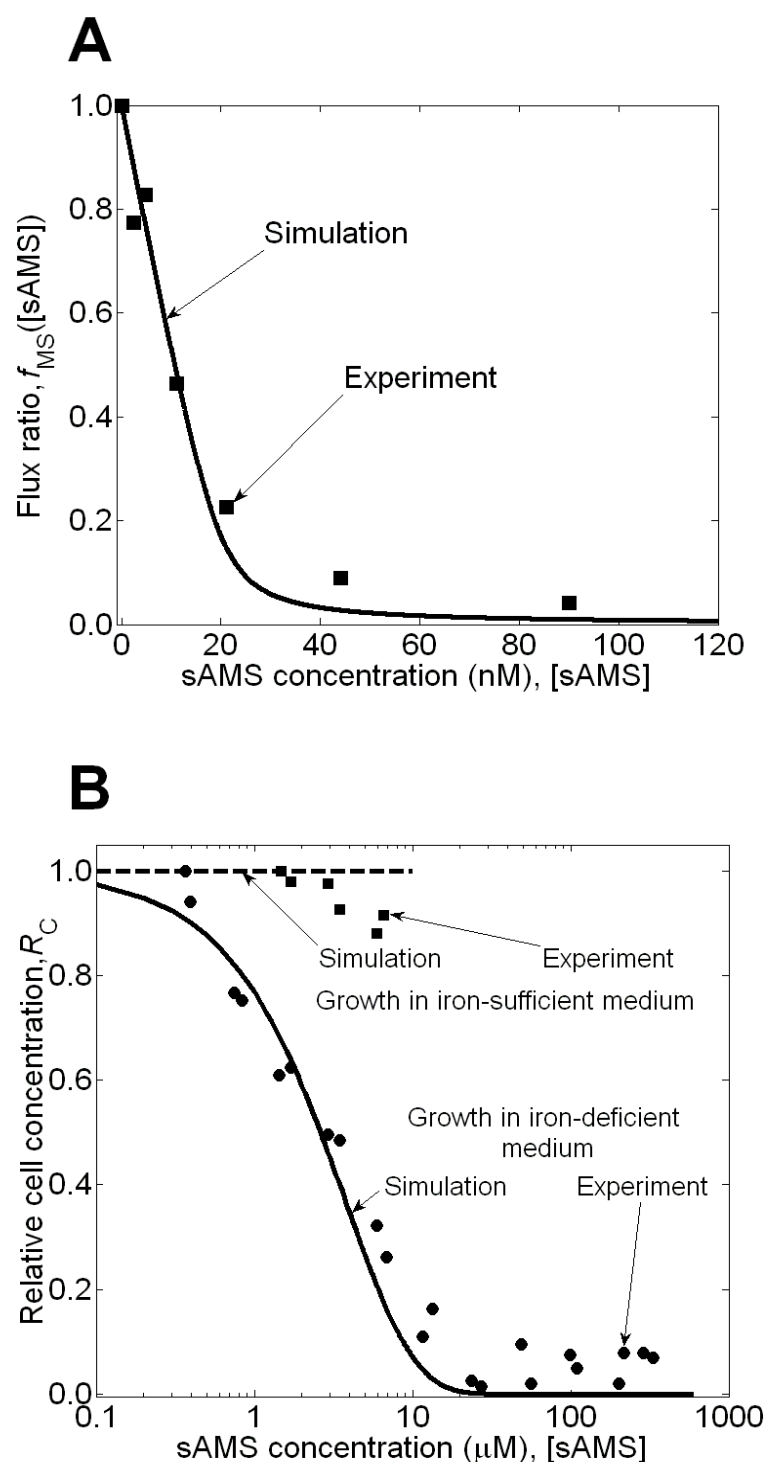 A
1.0
0.8
0.6
0.4
0.2
0.0
Flux ratio, f_MS([sAMS])
Simulation
Experiment
0 20 40 60 80 100 120
sAMS concentration (nM), [sAMS]
B
1.0
0.8
0.6
0.4
0.2
0.0
Relative cell concentration, R_C
Simulation Experiment
Growth in iron-sufficient medium
Growth in iron-deficient
medium
Simulation Experiment
0.1 1 10 100 1000
sAMS concentration (μM), [sAMS]